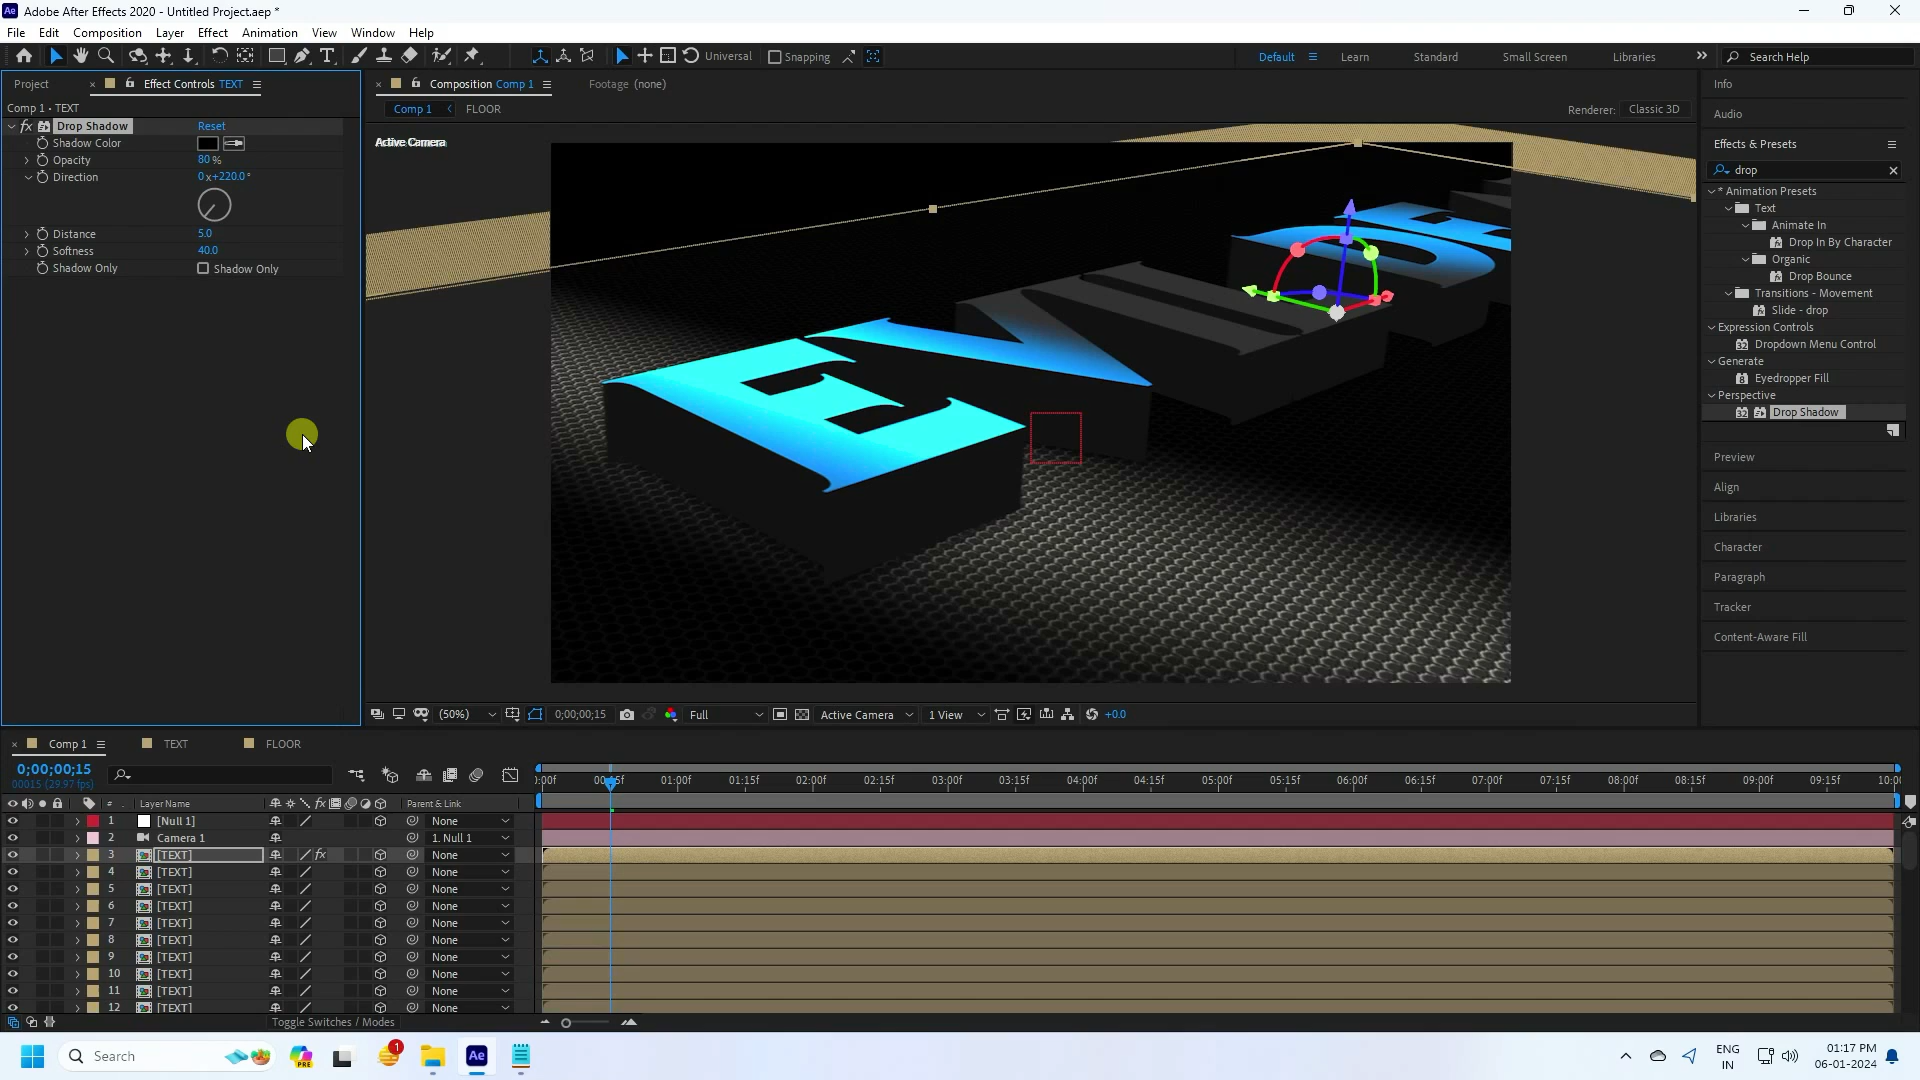 Adobe After Effects 2020 - Untitled Project.aep *
File Edit Composition Layer Effect Animation View Window Help
Universal Snapping Default Learn Standard Small Screen Libraries Search Help
Project Effect Controls TEXT
Comp 1 • TEXT
fx Drop Shadow Reset
Shadow Color
Opacity 80 %
Direction 0x+220.0°
Distance 5.0
Softness 40.0
Shadow Only Shadow Only
Composition Comp 1 Footage (none)
Comp 1 FLOOR Renderer: Classic 3D
Active Camera
(50%) 0;00;00;15 Full Active Camera 1 View +0.0
Info
Audio
Effects & Presets
drop
* Animation Presets
Text
Animate In
Drop In By Character
Organic
Drop Bounce
Transitions - Movement
Slide - drop
Expression Controls
Dropdown Menu Control
Generate
Eyedropper Fill
Perspective
Drop Shadow
Preview
Align
Libraries
Character
Paragraph
Tracker
Content-Aware Fill
Comp 1 TEXT FLOOR
0;00;00;15
00015 (29.97 fps)
:00f 00:15f 01:00f 01:15f 02:00f 02:15f 03:00f 03:15f 04:00f 04:15f 05:00f 05:15f 06:00f 06:15f 07:00f 07:15f 08:00f 08:15f 09:00f 09:15f 10:00
# Layer Name Parent & Link
1 [Null 1] None
2 Camera 1 1. Null 1
3 [TEXT] fx None
4 [TEXT] None
5 [TEXT] None
6 [TEXT] None
7 [TEXT] None
8 [TEXT] None
9 [TEXT] None
10 [TEXT] None
11 [TEXT] None
12 [TEXT] None
Toggle Switches / Modes
Search
PRE
1
Ae
ENG
IN
01:17 PM
06-01-2024